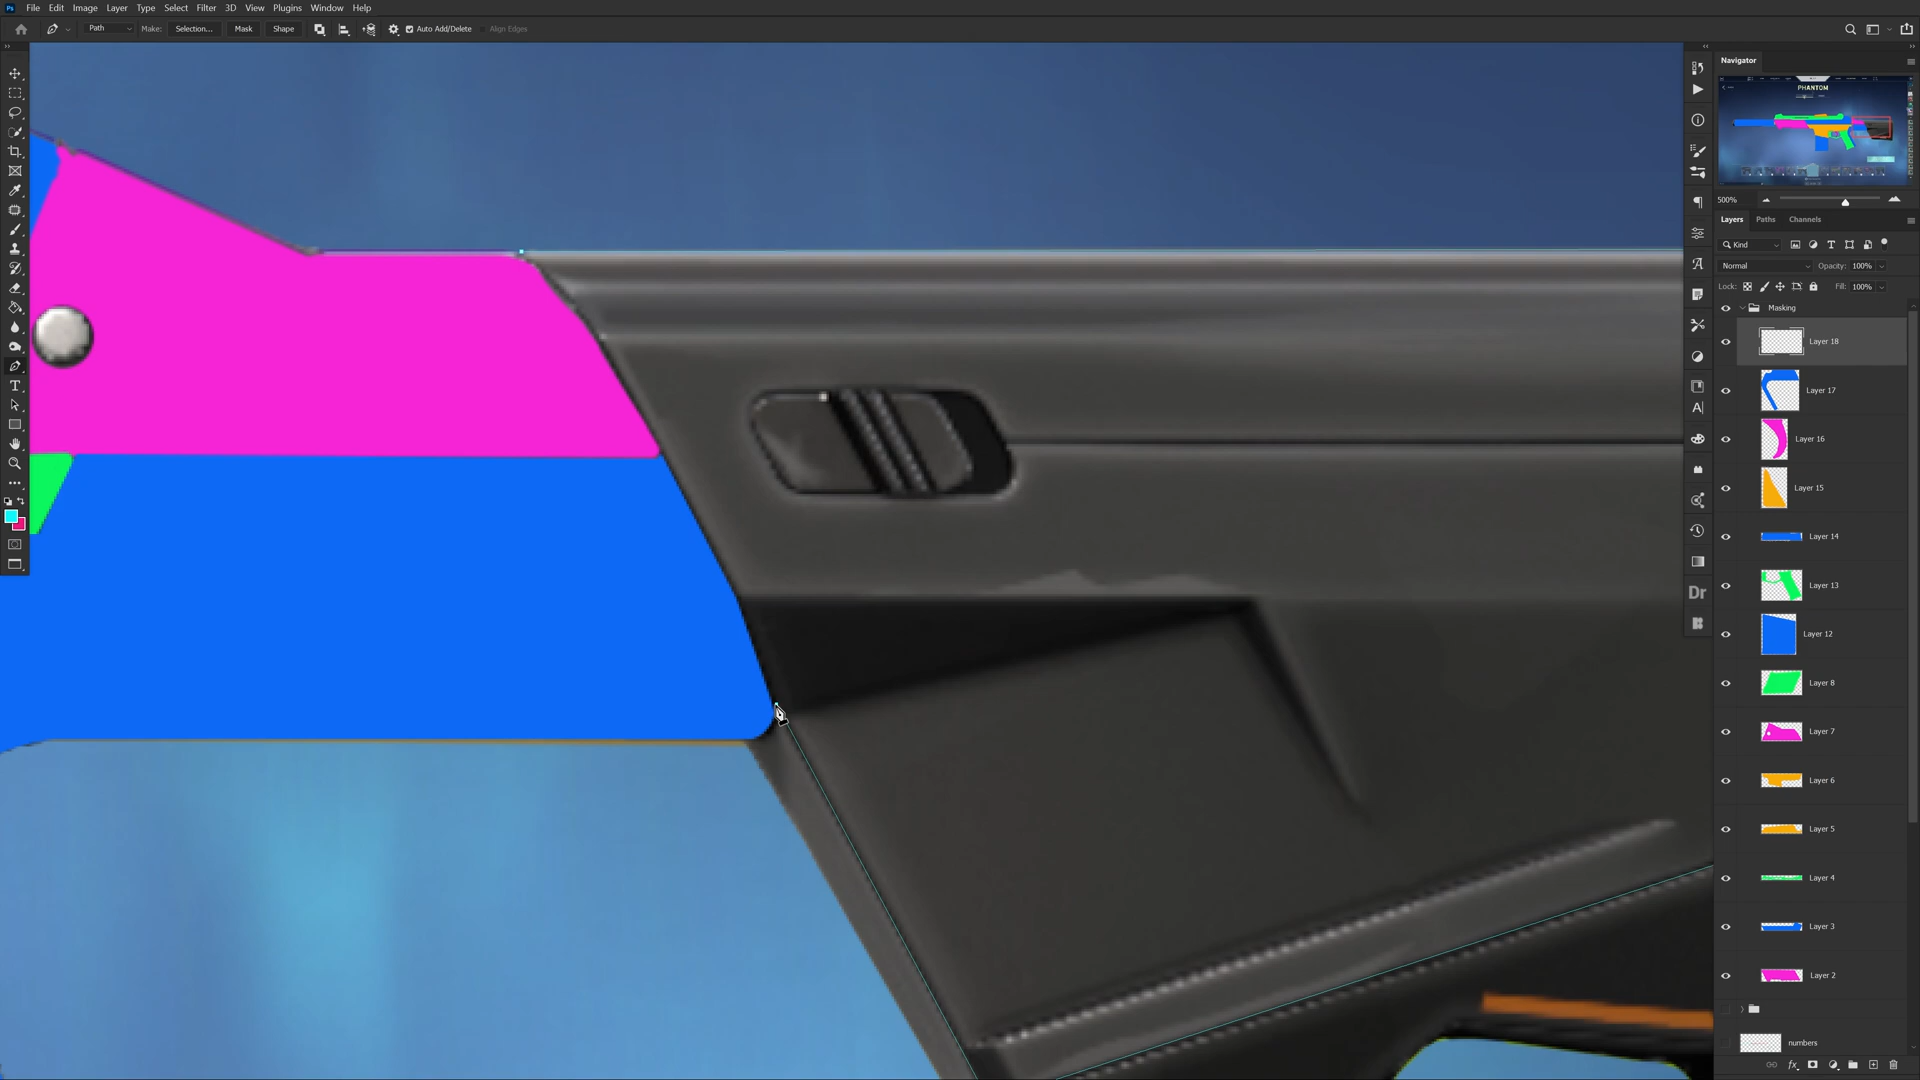 Ps File Edit Image Layer Type Select Filter 3D View Plugins Window Help
Path Make: Selection... Mask Shape Auto Add/Delete Align Edges
Navigator
PHANTOM
500%
Layers Paths Channels
Kind
Normal Opacity: 100%
Lock: Fill: 100%
Masking
Layer 18
Layer 17
Layer 16
Layer 15
Layer 14
Layer 13
Layer 12
Layer 8
Layer 7
Layer 6
Layer 5
Layer 4
Layer 3
Layer 2
numbers
Dr